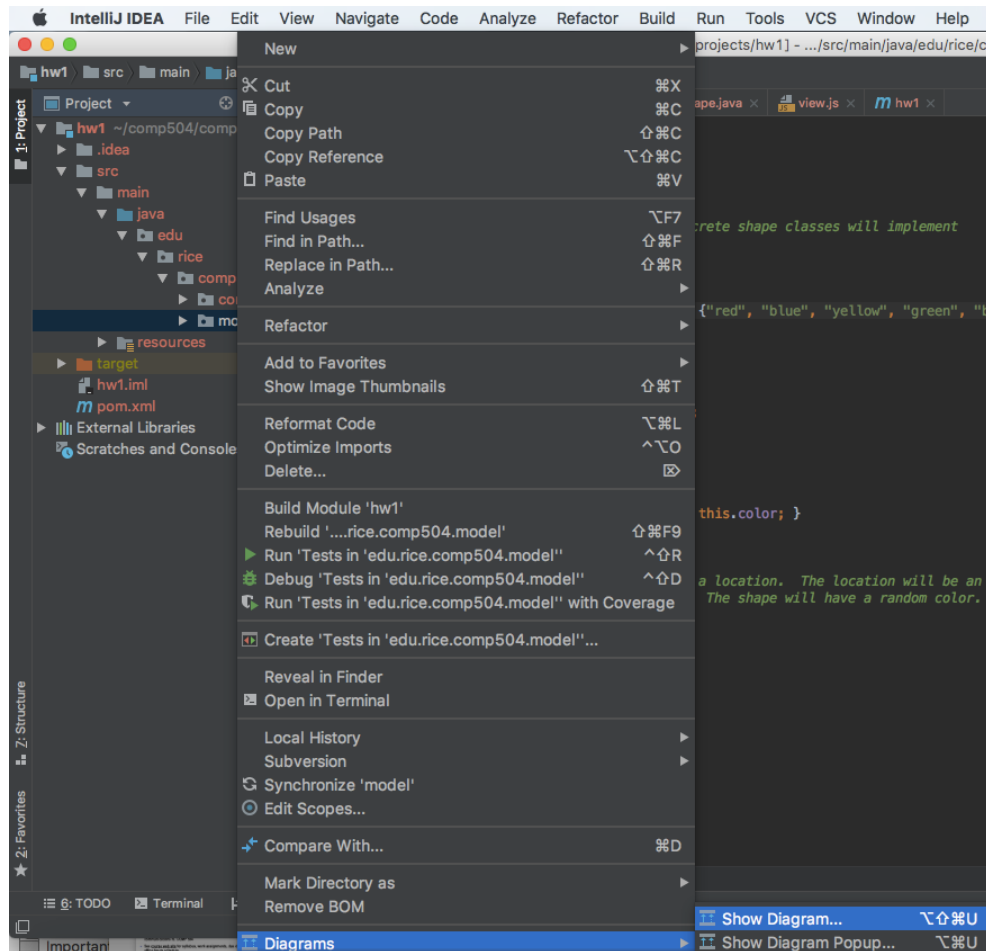 IntelliJ IDEA File Edit View Navigate Code Analyze Refactor Build Run Tools VCS Window Help
projects/hw1] - .../src/main/java/edu/rice/c
hw1 src main ja
1: Project
Project
hw1 ~/comp504/comp
.idea
src
main
java
edu
rice
comp
co
mo
resources
target
hw1.iml
pom.xml
External Libraries
Scratches and Console
New
Cut ⌘X
Copy ⌘C
Copy Path ⇧⌘C
Copy Reference ⌥⇧⌘C
Paste ⌘V
Find Usages ⌥F7
Find in Path... ⇧⌘F
Replace in Path... ⇧⌘R
Analyze
Refactor
Add to Favorites
Show Image Thumbnails ⇧⌘T
Reformat Code ⌥⌘L
Optimize Imports ^⌥O
Delete... ⌦
Build Module 'hw1'
Rebuild '....rice.comp504.model' ⇧⌘F9
Run 'Tests in 'edu.rice.comp504.model'' ^⇧R
Debug 'Tests in 'edu.rice.comp504.model'' ^⇧D
Run 'Tests in 'edu.rice.comp504.model'' with Coverage
Create 'Tests in 'edu.rice.comp504.model''...
Reveal in Finder
Open in Terminal
Local History
Subversion
Synchronize 'model'
Edit Scopes...
Compare With... ⌘D
Mark Directory as
Remove BOM
Diagrams
Show Diagram... ⌥⇧⌘U
Show Diagram Popup... ⌥⌘U
ape.java view.js hw1
crete shape classes will implement
{"red", "blue", "yellow", "green", "b
this.color; }
a location. The location will be an
The shape will have a random color.
Z: Structure
2: Favorites
6: TODO Terminal
Important